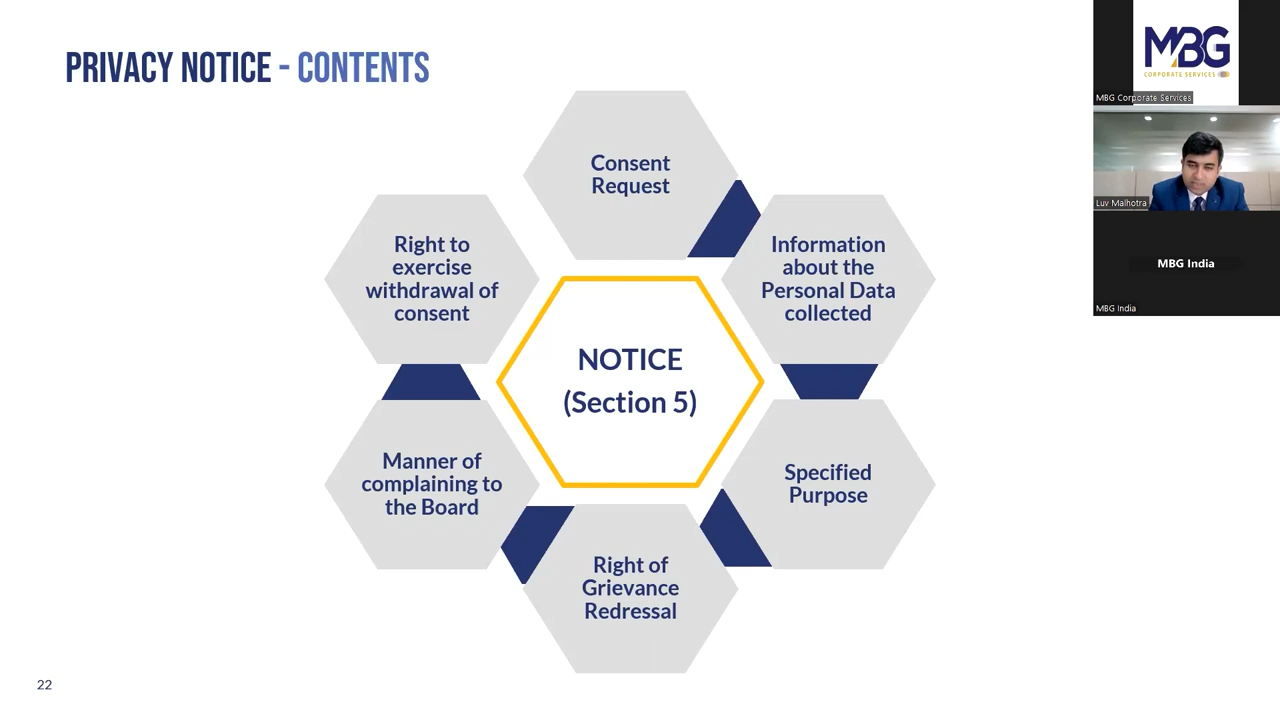 PRIVACY NOTICE - CONTENTS
Consent
Request
Information
about the
Personal Data
collected
Specified
Purpose
Right of
Grievance
Redressal
Manner of
complaining to
the Board
Right to
exercise
withdrawal of
consent
NOTICE
(Section 5)
22
MBG
CORPORATE SERVICES
MBG Corporate Services
Luv Malhotra
MBG India
MBG India